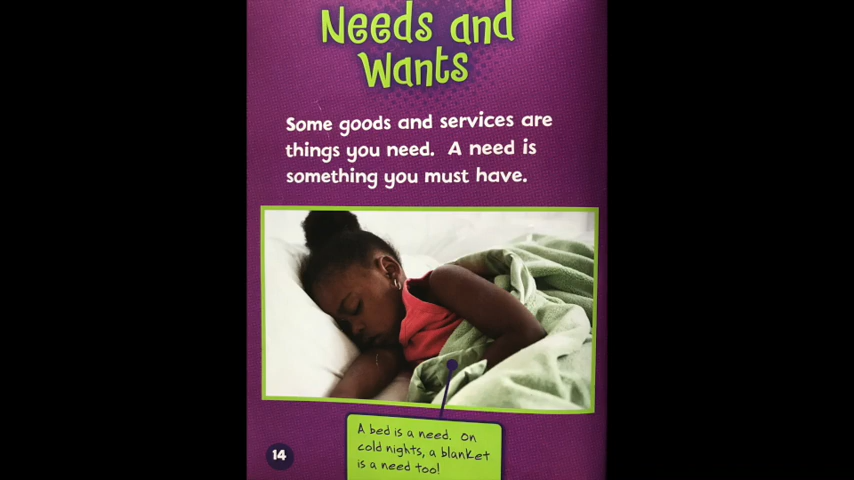 Needs and
Wants
Some goods and services are
things you need. A need is
something you must have.
A bed is a need. On
cold nights, a blanket
is a need too!
14